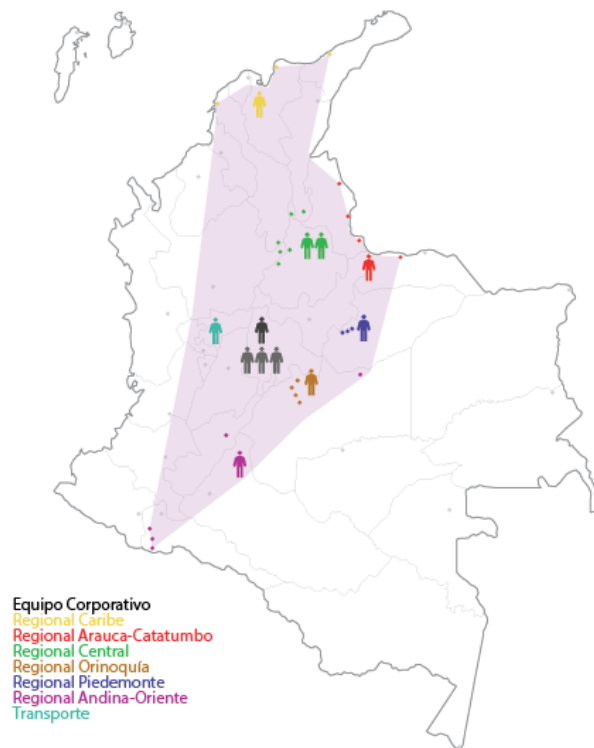 Equipo Corporativo
Regional Caribe
Regional Arauca-Catatumbo
Regional Central
Regional Orinoquía
Regional Piedemonte
Regional Andina-Oriente
Transporte